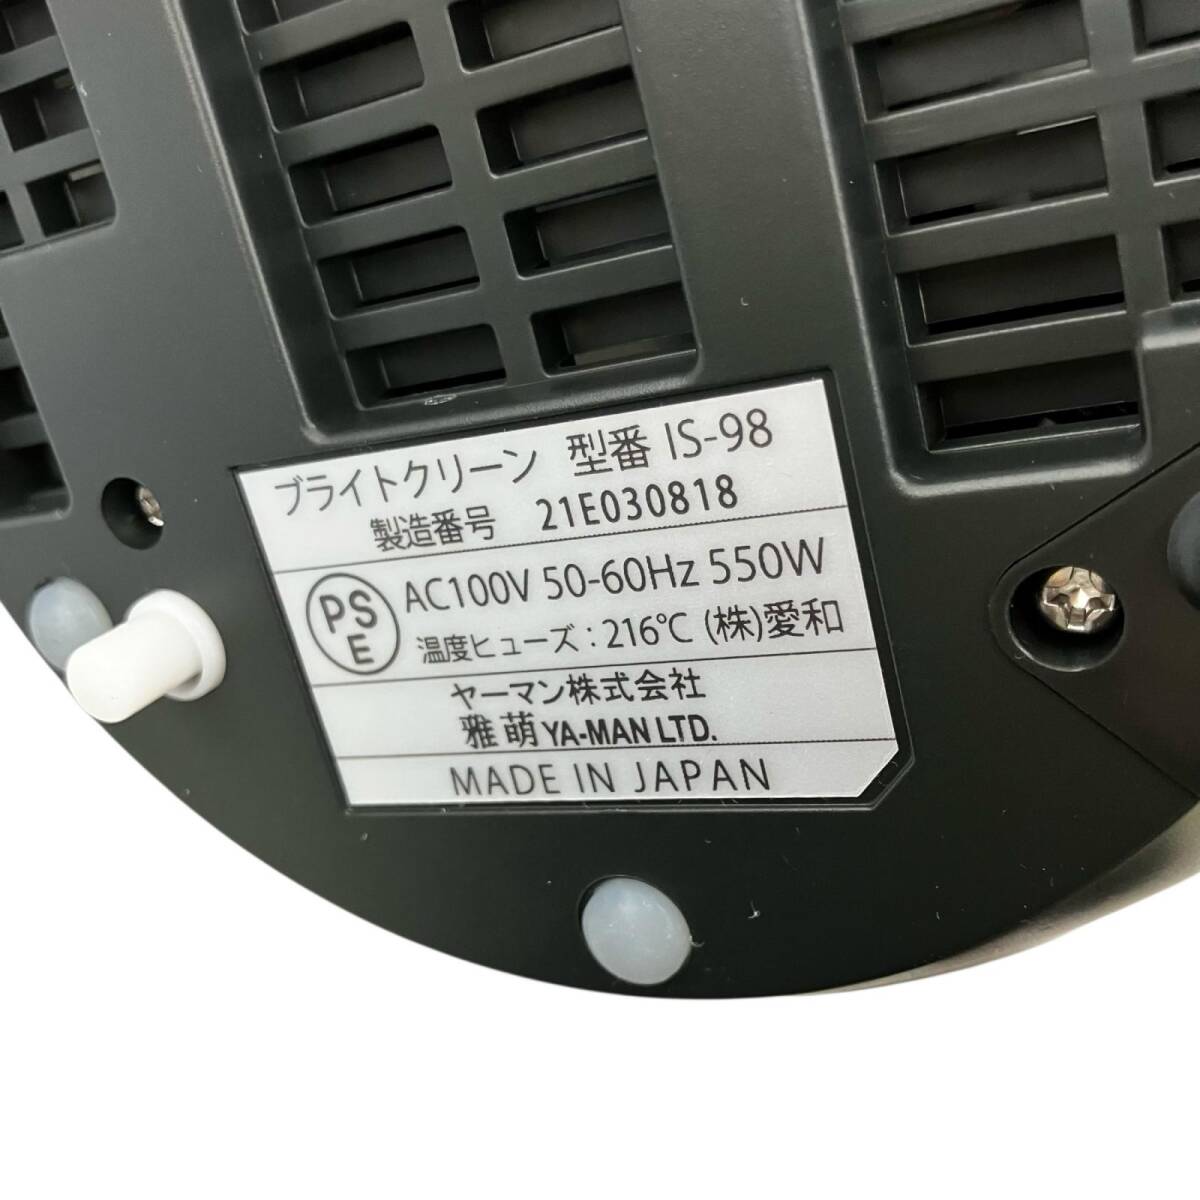 ブライトクリーン 型番 IS-98
製造番号 21E030818
PSE AC100V 50-60Hz 550W
温度ヒューズ：216℃ (株)愛和
ヤーマン株式会社
雅萌 YA-MAN LTD.
MADE IN JAPAN